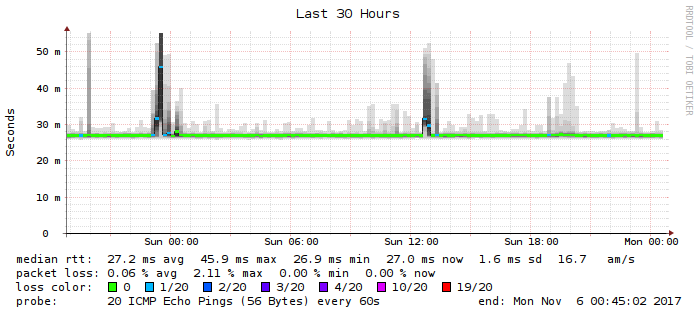 Last 30 Hours
RRDTOOL / TOBI OETIKER
Seconds
50 m
40 m
30 m
20 m
10 m
0
Sun 00:00 Sun 06:00 Sun 12:00 Sun 18:00 Mon 00:00
median rtt: 27.2 ms avg 45.9 ms max 26.9 ms min 27.0 ms now 1.6 ms sd 16.7 am/s
packet loss: 0.06 % avg 2.11 % max 0.00 % min 0.00 % now
loss color: 0 1/20 2/20 3/20 4/20 10/20 19/20
probe: 20 ICMP Echo Pings (56 Bytes) every 60s end: Mon Nov 6 00:45:02 2017